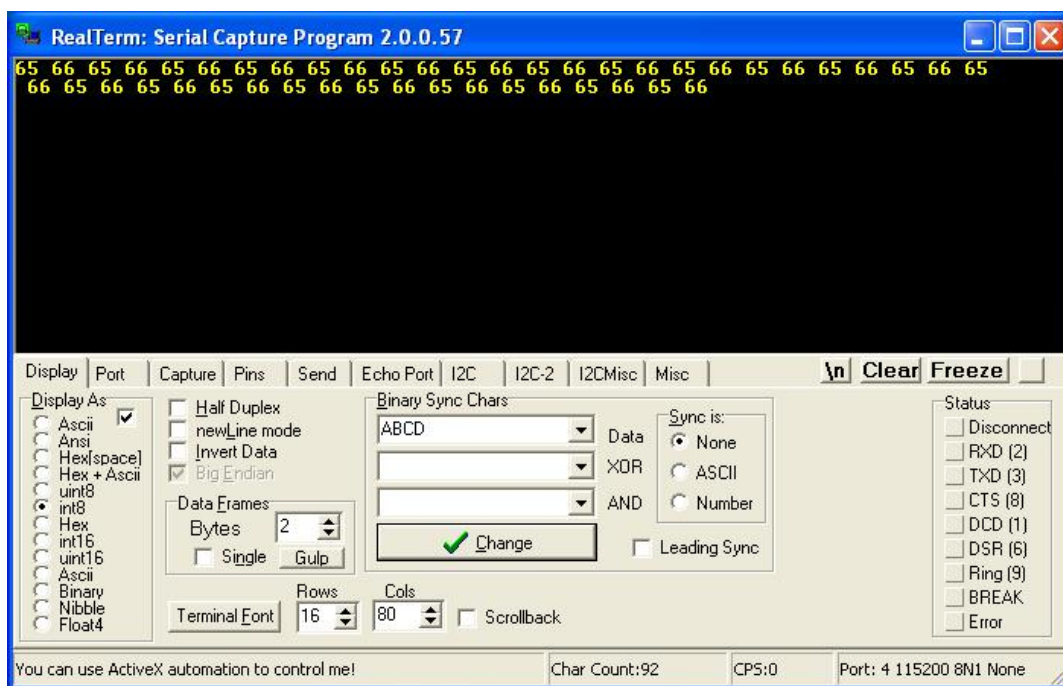 RealTerm: Serial Capture Program 2.0.0.57
65 66 65 66 65 66 65 66 65 66 65 66 65 66 65 66 65 66 65 66 65 66 65 66 65 66 65
66 65 66 65 66 65 66 65 66 65 66 65 66 65 66 65 66 65 66
Display Port Capture Pins Send Echo Port I2C I2C-2 I2CMisc Misc \n Clear Freeze
Display As
Ascii
Ansi
Hex[space]
Hex + Ascii
uint8
int8
Hex
int16
uint16
Ascii
Binary
Nibble
Float4
Half Duplex
newLine mode
Invert Data
Big Endian
Data Frames
Bytes 2
Single Gulp
Rows Cols
Terminal Font 16 80 Scrollback
Binary Sync Chars
ABCD Data
XOR
AND
Change
Sync is:
None
ASCII
Number
Leading Sync
Status
Disconnect
RXD (2)
TXD (3)
CTS (8)
DCD (1)
DSR (6)
Ring (9)
BREAK
Error
You can use ActiveX automation to control me! Char Count:92 CPS:0 Port: 4 115200 8N1 None